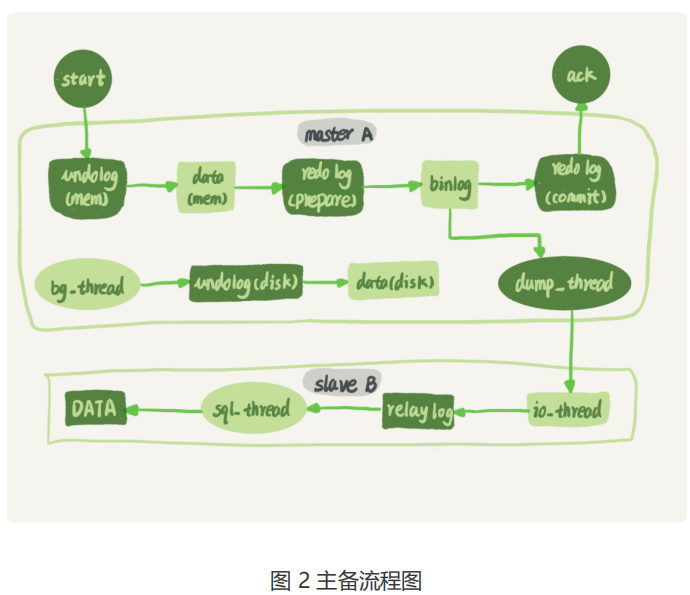 start
ack
master A
undolog
(mem)
data
(mem)
redo log
(prepare)
binlog
redo log
(commit)
bg_thread
undolog(disk)
data(disk)
dump_thread
slave B
DATA
sql_thread
relay log
io_thread
图 2 主备流程图